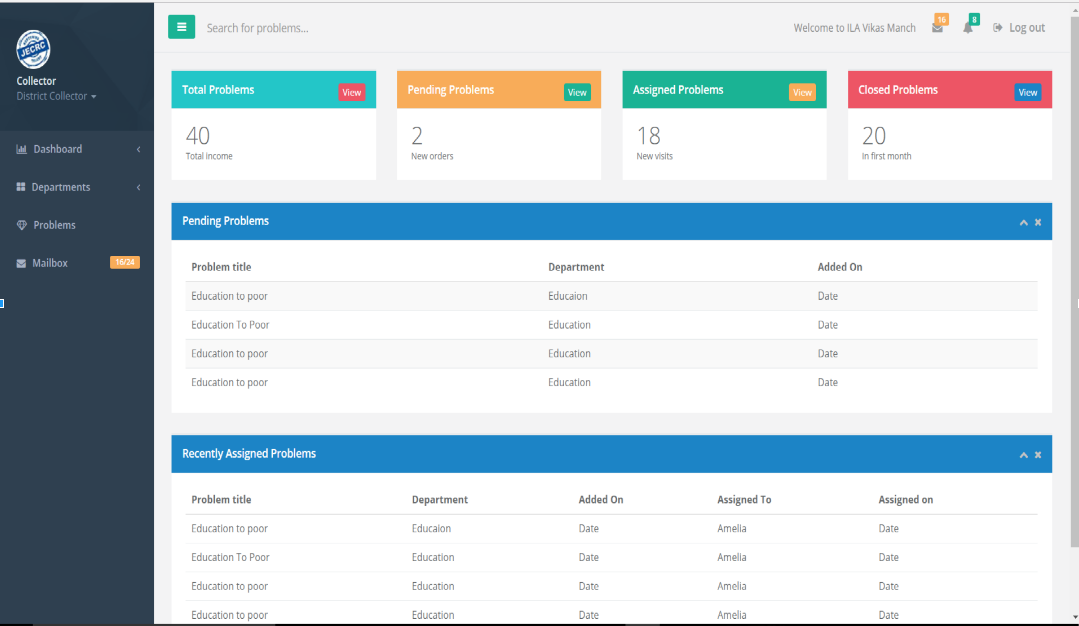 JECRC
Collector
District Collector
Dashboard
Departments
Problems
Mailbox 16/24
Search for problems...
Welcome to ILA Vikas Manch 16 8 Log out
Total Problems View
40
Total income
Pending Problems View
2
New orders
Assigned Problems View
18
New visits
Closed Problems View
20
In first month
Pending Problems
Problem title Department Added On
Education to poor Educaion Date
Education To Poor Education Date
Education to poor Education Date
Education to poor Education Date
Recently Assigned Problems
Problem title Department Added On Assigned To Assigned on
Education to poor Educaion Date Amelia Date
Education To Poor Education Date Amelia Date
Education to poor Education Date Amelia Date
Education to poor Education Date Amelia Date